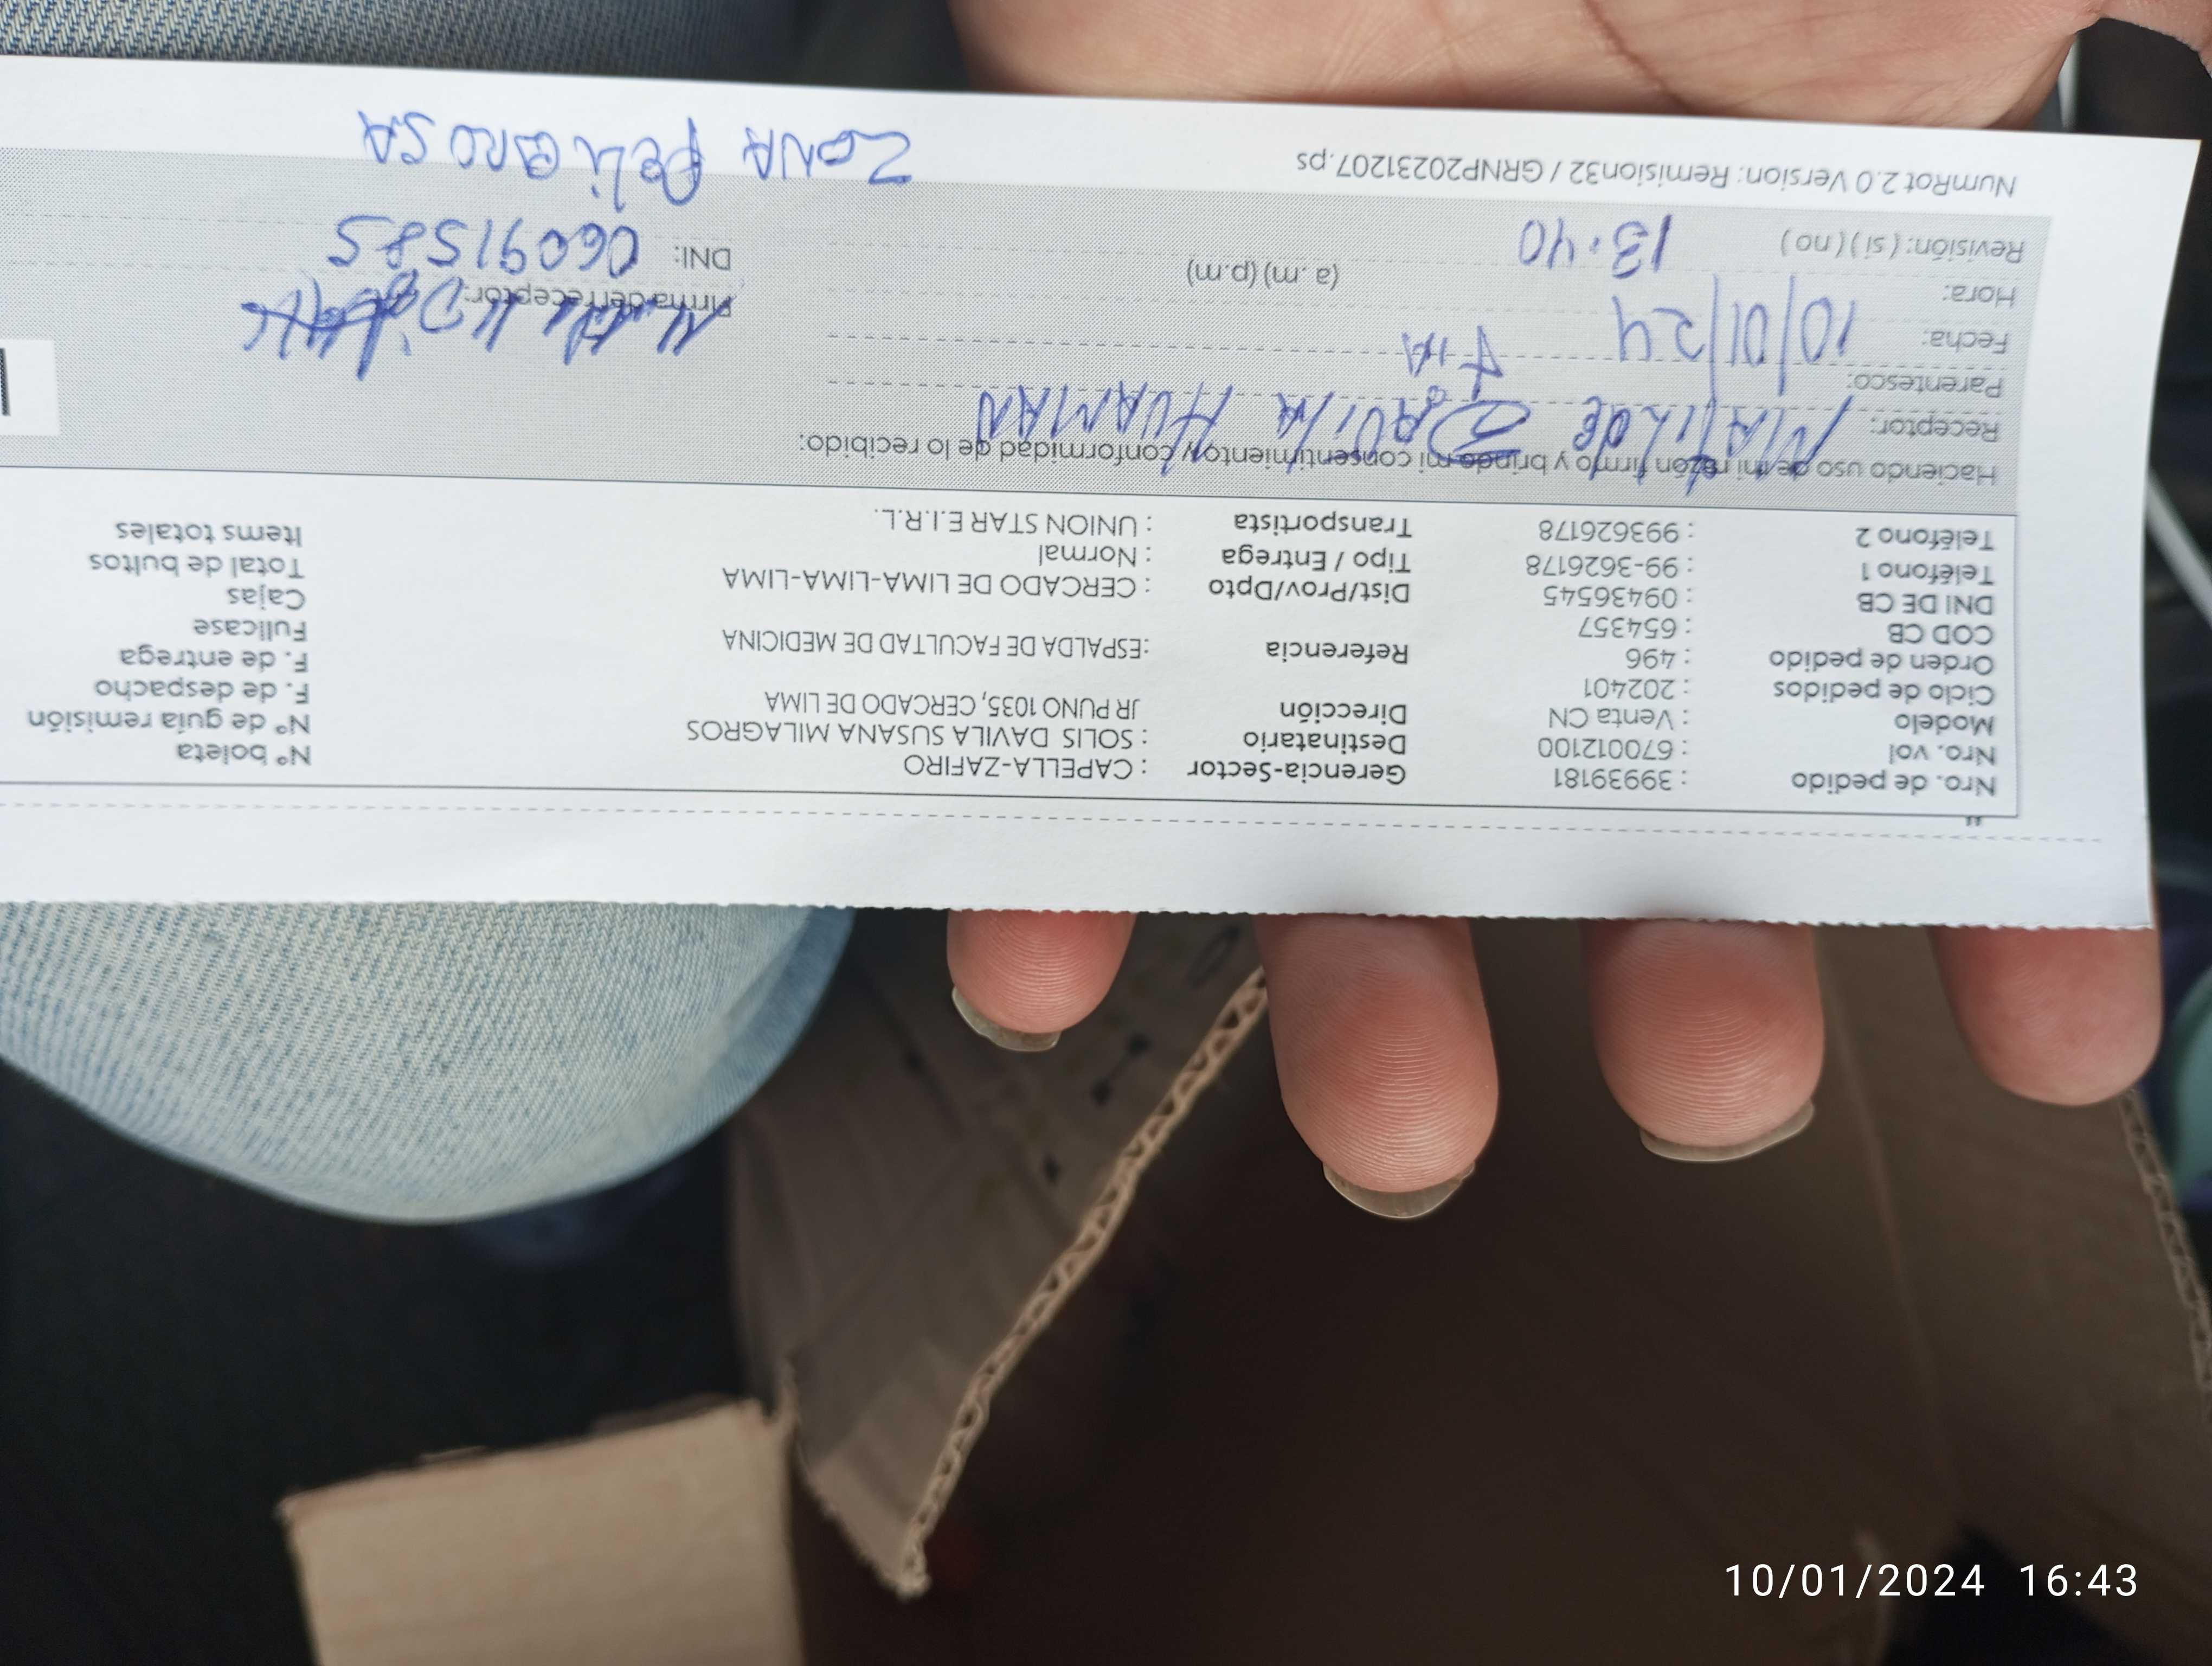 Nro. de pedido : 39939181 Gerencia-Sector : CAPELLA-ZAFIRO Nº boleta
Nro. vol : 670012100 Destinatario : SOLIS DAVILA SUSANA MILAGROS Nº de guía remisión
Modelo : Venta CN Dirección JR PUNO 1035, CERCADO DE LIMA F. de despacho
Ciclo de pedidos : 202401 F. de entrega
Orden de pedido : 496 Referencia :ESPALDA DE FACULTAD DE MEDICINA Fullcase
COD CB : 654357 Cajas
DNI DE CB : 09436545 Dist/Prov/Dpto : CERCADO DE LIMA-LIMA-LIMA Total de bultos
Teléfono 1 : 99-3626178 Tipo / Entrega : Normal Items totales
Teléfono 2 : 993626178 Transportista : UNION STAR E.I.R.L.
Haciendo uso de mi razón firmo y brindo mi consentimiento y conformidad de lo recibido:
Receptor: MATILDE DAVILA HUAMAN
Parentesco: TIA
Fecha: 10/01/24 Firma del receptor:
Hora: 13:40 (a. m) (p.m) DNI: 06091585
Revisión: ( si ) ( no )
NumRot 2.0 Version: Remision32 / GRNP20231207.ps ZONA PELIGROSA
10/01/2024 16:43